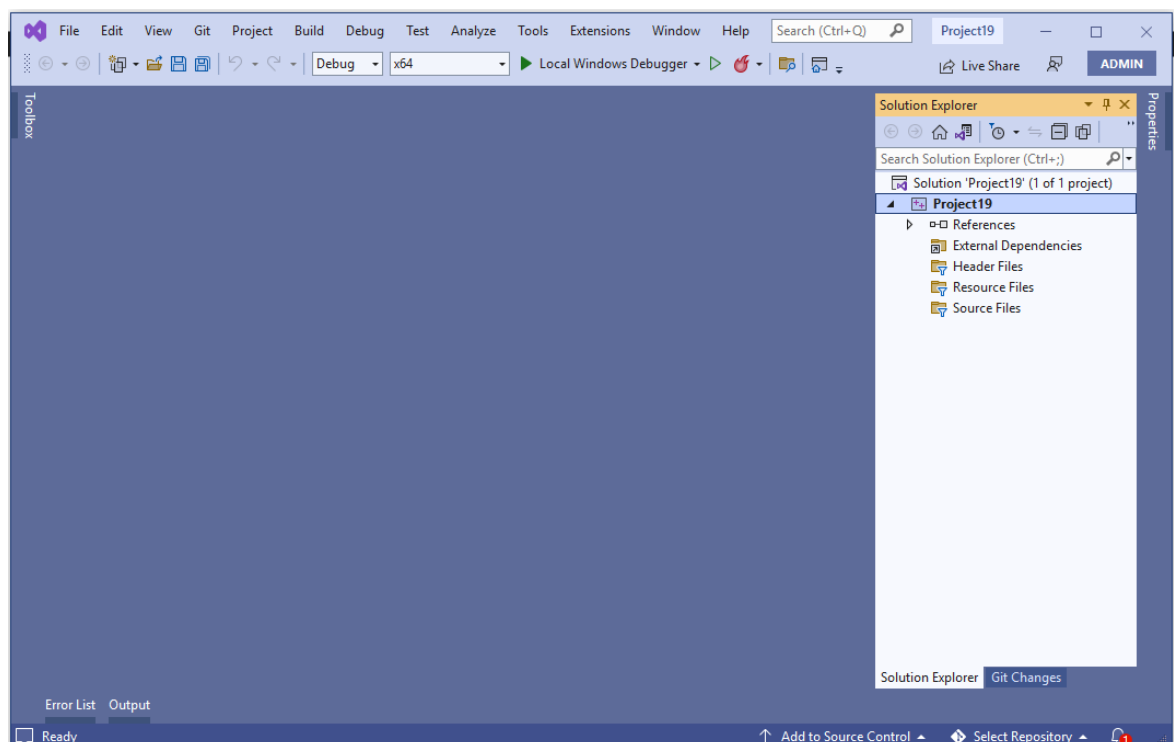 File Edit View Git Project Build Debug Test Analyze Tools Extensions Window Help Search (Ctrl+Q) Project19
Debug x64 Local Windows Debugger Live Share ADMIN
Toolbox
Solution Explorer
Search Solution Explorer (Ctrl+;)
Solution 'Project19' (1 of 1 project)
Project19
References
External Dependencies
Header Files
Resource Files
Source Files
Properties
Solution Explorer Git Changes
Error List Output
Ready Add to Source Control Select Repository 1